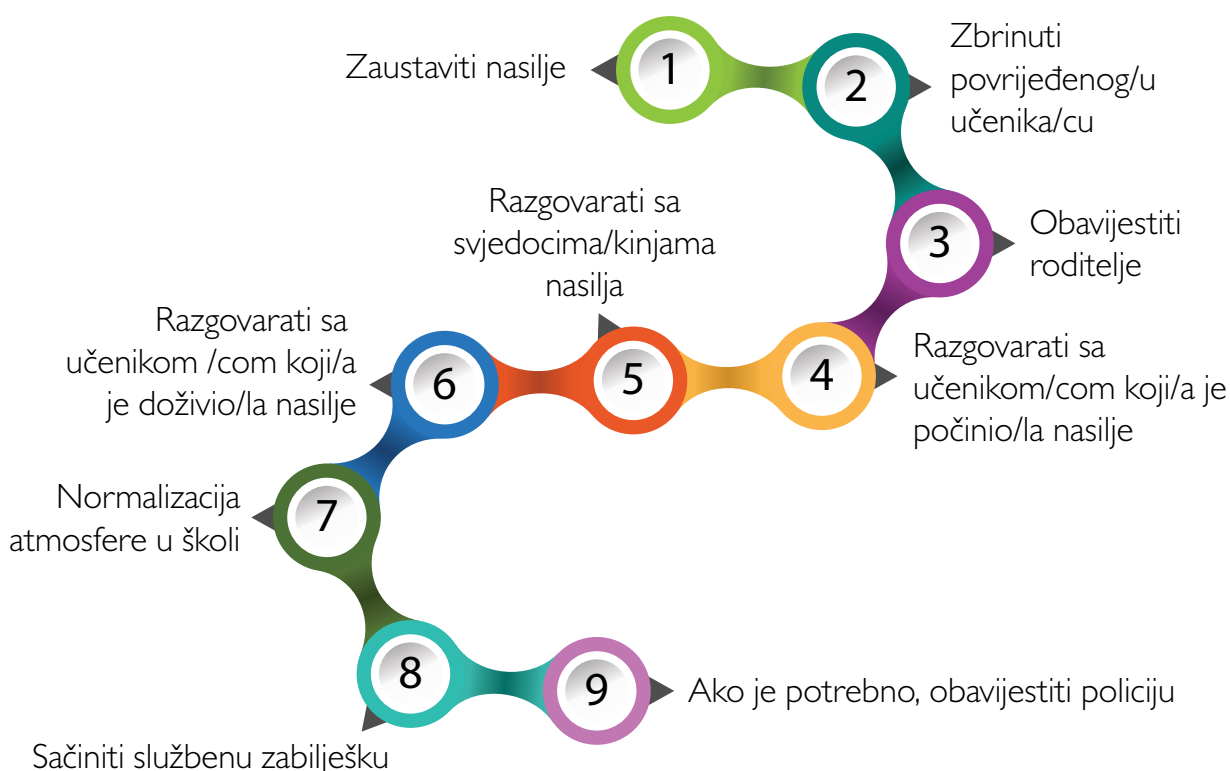 1
Zaustaviti nasilje
2
Zbrinuti
povrijeđenog/u
učenika/cu
3
Obavijestiti
roditelje
4
Razgovarati sa
učenikom/com koji/a je
počinio/la nasilje
5
Razgovarati sa
svjedocima/kinjama
nasilja
6
Razgovarati sa
učenikom /com koji/a
je doživio/la nasilje
7
Normalizacija
atmosfere u školi
8
Sačiniti službenu zabilješku
9
Ako je potrebno, obavijestiti policiju